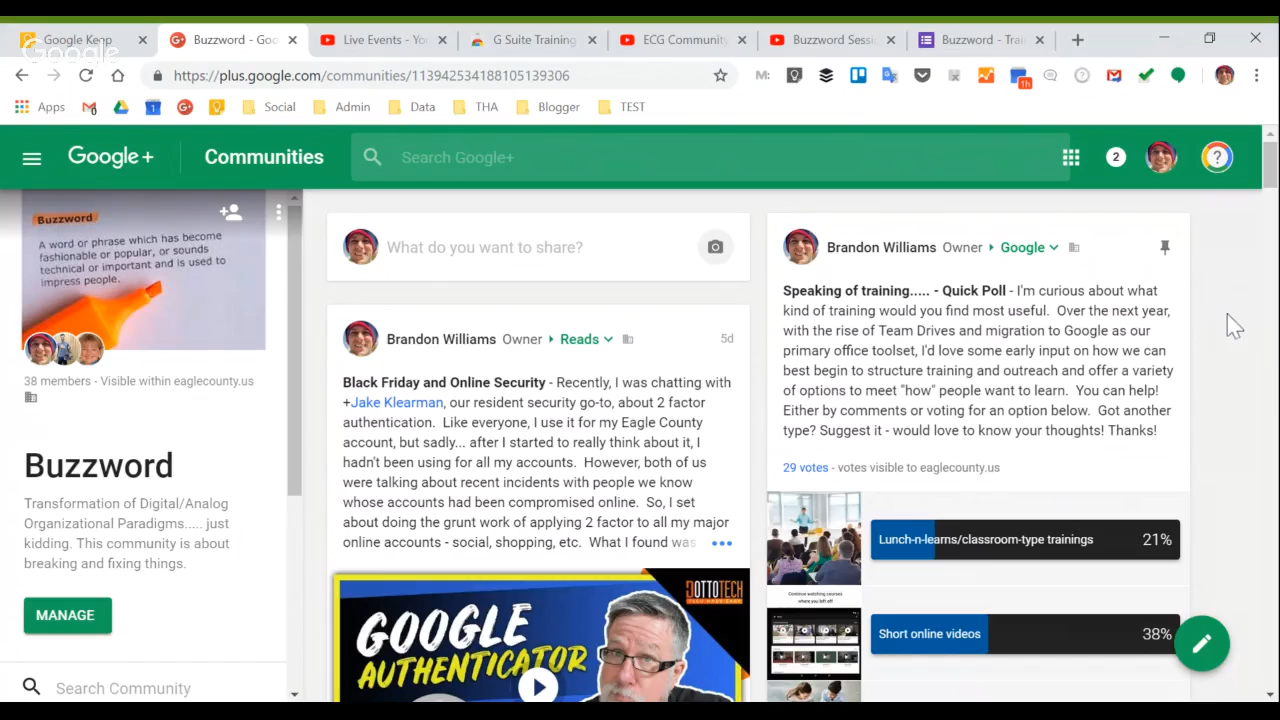 Google
Google Keep
Buzzword - Goo
Live Events - Yo
G Suite Training
ECG Community
Buzzword Sessi
Buzzword - Trai
https://plus.google.com/communities/113942534188105139306
M:
1h
Apps
Social
Admin
Data
THA
Blogger
TEST
Google+
Communities
Search Google+
2
?
Buzzword
A word or phrase which has become
fashionable or popular, or sounds
technical or important and is used to
impress people.
38 members - Visible within eaglecounty.us
Buzzword
Transformation of Digital/Analog
Organizational Paradigms..... just
kidding. This community is about
breaking and fixing things.
MANAGE
Search Community
What do you want to share?
Brandon Williams Owner Reads 5d
Black Friday and Online Security - Recently, I was chatting with
+Jake Klearman, our resident security go-to, about 2 factor
authentication. Like everyone, I use it for my Eagle County
account, but sadly... after I started to really think about it, I
hadn't been using for all my accounts. However, both of us
were talking about recent incidents with people we know
whose accounts had been compromised online. So, I set
about doing the grunt work of applying 2 factor to all my major
online accounts - social, shopping, etc. What I found was
GOOGLE
AUTHENTICATOR
DOTTOTECH
Brandon Williams Owner Google
Speaking of training..... - Quick Poll - I'm curious about what
kind of training would you find most useful. Over the next year,
with the rise of Team Drives and migration to Google as our
primary office toolset, I'd love some early input on how we can
best begin to structure training and outreach and offer a variety
of options to meet "how" people want to learn. You can help!
Either by comments or voting for an option below. Got another
type? Suggest it - would love to know your thoughts! Thanks!
29 votes - votes visible to eaglecounty.us
Lunch-n-learns/classroom-type trainings 21%
Continue watching courses
where you left off
Short online videos 38%